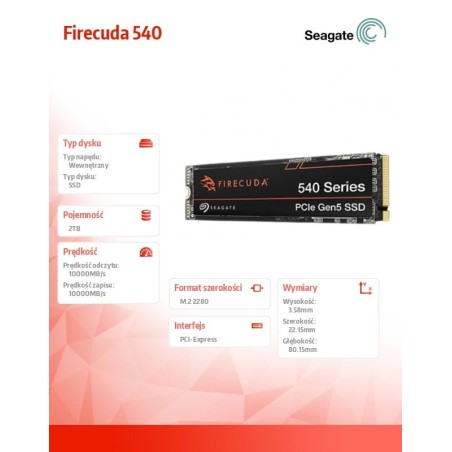 Firecuda 540
Seagate
Typ dysku
Typ napędu:
Wewnętrzny
Typ dysku:
SSD
Pojemność
2TB
Prędkość
Prędkość odczytu:
10000MB/s
Prędkość zapisu:
10000MB/s
FIRECUDA
540 Series
SEAGATE
PCIe Gen5 SSD
Format szerokości
M.2 2280
Interfejs
PCI-Express
Wymiary
Y
X
Wysokość:
3.58mm
Szerokość:
22.15mm
Głębokość:
80.15mm